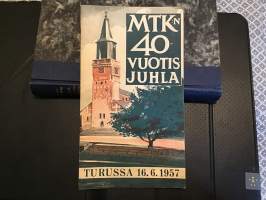 MTK:n
40-
VUOTIS
JUHLA
TURUSSA 16.6.1957